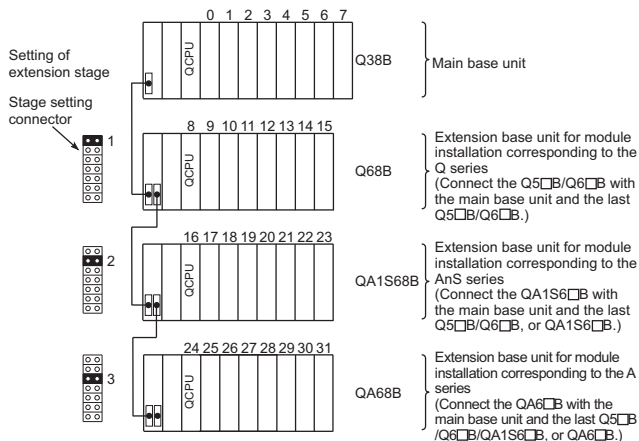 0 1 2 3 4 5 6 7
Setting of
extension stage
QCPU
Q38B
Main base unit
Stage setting
connector
1
8 9 10 11 12 13 14 15
QCPU
Q68B
Extension base unit for module
installation corresponding to the
Q series
(Connect the Q5□B/Q6□B with
the main base unit and the last
Q5□B/Q6□B.)
2
16 17 18 19 20 21 22 23
QCPU
QA1S68B
Extension base unit for module
installation corresponding to the
AnS series
(Connect the QA1S6□B with
the main base unit and the last
Q5□B/Q6□B, or QA1S6□B.)
3
24 25 26 27 28 29 30 31
QCPU
QA68B
Extension base unit for module
installation corresponding to the A
series
(Connect the QA6□B with the
main base unit and the last Q5□B
/Q6□B/QA1S6□B, or QA6□B.)